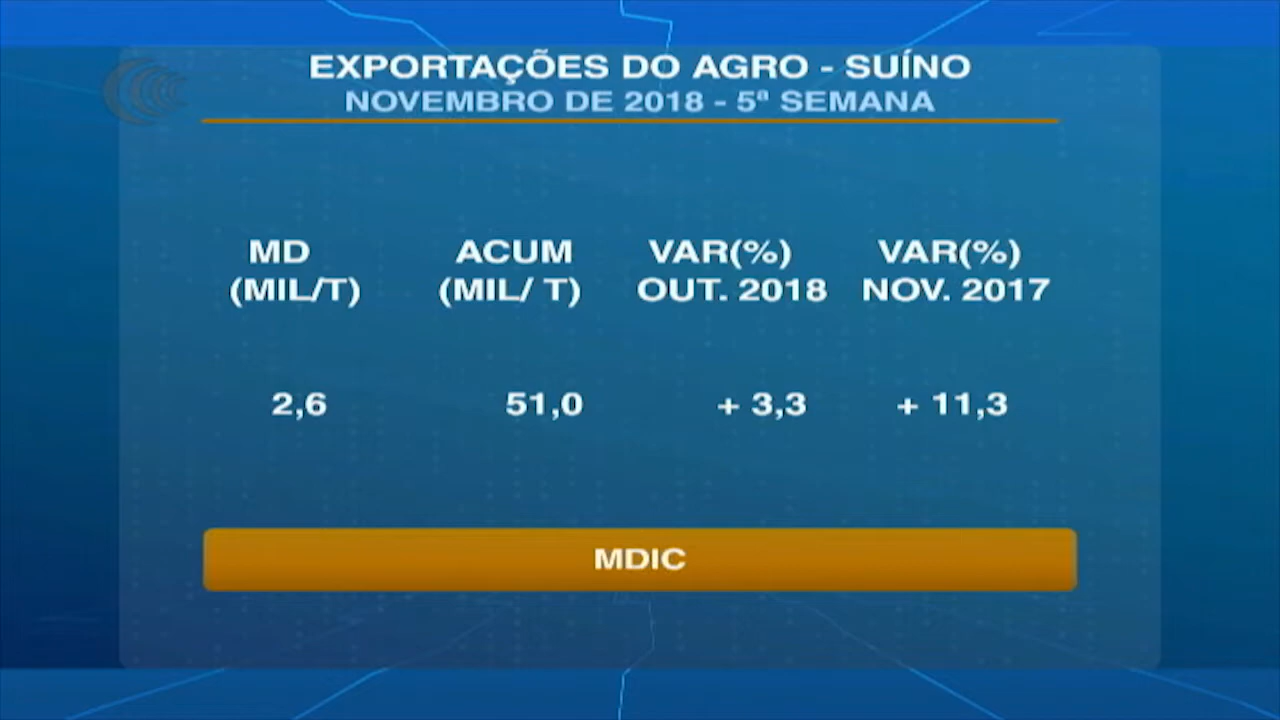 EXPORTAÇÕES DO AGRO - SUÍNO
NOVEMBRO DE 2018 - 5ª SEMANA
MD ACUM VAR(%) VAR(%)
(MIL/T) (MIL/ T) OUT. 2018 NOV. 2017
2,6 51,0 + 3,3 + 11,3
MDIC